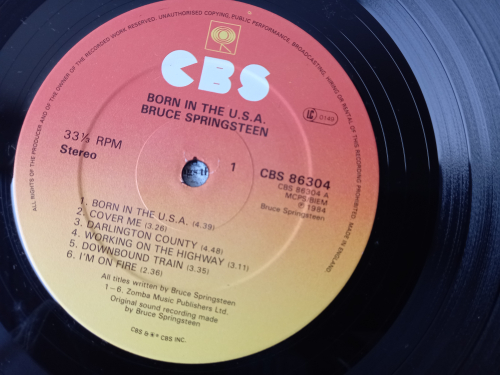 ALL RIGHTS OF THE PRODUCER AND OF THE OWNER OF THE RECORDED WORK RESERVED. UNAUTHORISED COPYING, PUBLIC PERFORMANCE, BROADCASTING, HIRING OR RENTAL OF THIS RECORDING PROHIBITED. MADE IN ENGLAND.
CBS
BORN IN THE U.S.A.
BRUCE SPRINGSTEEN
LC 0149
33⅓ RPM
Stereo
1
CBS 86304
CBS 86304 A
MCPS/BIEM
℗ 1984
Bruce Springsteen
1. BORN IN THE U.S.A. (4.39)
2. COVER ME (3.26)
3. DARLINGTON COUNTY (4.48)
4. WORKING ON THE HIGHWAY (3.11)
5. DOWNBOUND TRAIN (3.35)
6. I'M ON FIRE (2.36)
All titles written by Bruce Springsteen
1-6. Zomba Music Publishers Ltd.
Original sound recording made
by Bruce Springsteen
CBS INC.